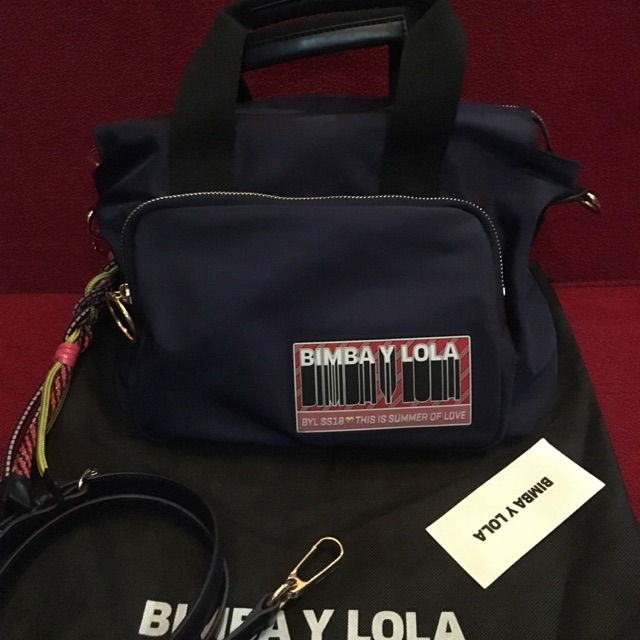 BIMBA Y LOLA
BYL SS18 THIS IS SUMMER OF LOVE
BIMBA Y LOLA
BIMBA Y LOLA